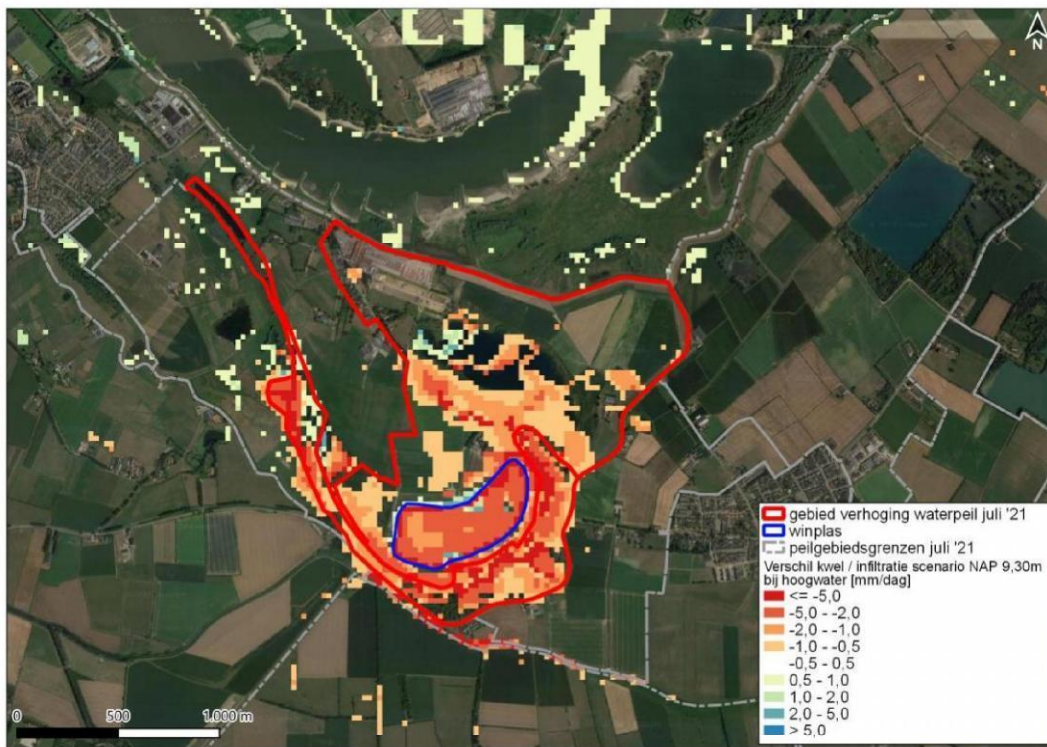 N
gebied verhoging waterpeil juli '21
winplas
peilgebiedsgrenzen juli '21
Verschil kwel / infiltratie scenario NAP 9,30m
bij hoogwater [mm/dag]
<= -5,0
-5,0 - -2,0
-2,0 - -1,0
-1,0 - -0,5
-0,5 - 0,5
0,5 - 1,0
1,0 - 2,0
2,0 - 5,0
> 5,0
0 500 1.000 m